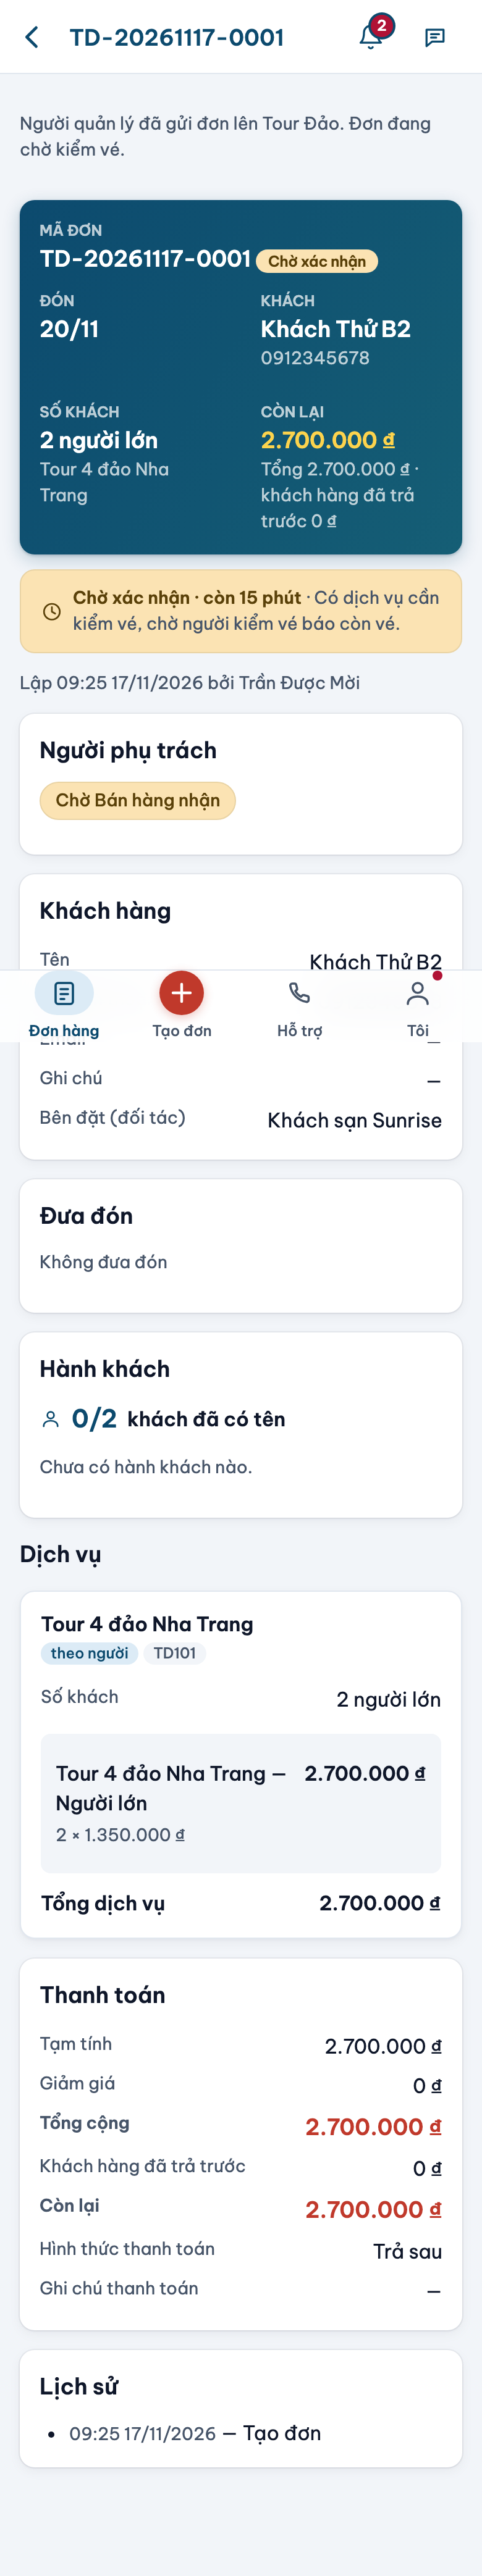 TD-20261117-0001
2
Người quản lý đã gửi đơn lên Tour Đảo. Đơn đang
chờ kiểm vé.
MÃ ĐƠN
TD-20261117-0001 Chờ xác nhận
ĐÓN
20/11
KHÁCH
Khách Thử B2
0912345678
SỐ KHÁCH
2 người lớn
Tour 4 đảo Nha
Trang
CÒN LẠI
2.700.000 ₫
Tổng 2.700.000 ₫ ·
khách hàng đã trả
trước 0 ₫
Chờ xác nhận · còn 15 phút · Có dịch vụ cần
kiểm vé, chờ người kiểm vé báo còn vé.
Lập 09:25 17/11/2026 bởi Trần Được Mời
Người phụ trách
Chờ Bán hàng nhận
Khách hàng
Tên Khách Thử B2
Đơn hàng Tạo đơn Hỗ trợ Tôi
—
Ghi chú —
Bên đặt (đối tác) Khách sạn Sunrise
Đưa đón
Không đưa đón
Hành khách
0/2 khách đã có tên
Chưa có hành khách nào.
Dịch vụ
Tour 4 đảo Nha Trang
theo người TD101
Số khách 2 người lớn
Tour 4 đảo Nha Trang — 2.700.000 ₫
Người lớn
2 × 1.350.000 ₫
Tổng dịch vụ 2.700.000 ₫
Thanh toán
Tạm tính 2.700.000 ₫
Giảm giá 0 ₫
Tổng cộng 2.700.000 ₫
Khách hàng đã trả trước 0 ₫
Còn lại 2.700.000 ₫
Hình thức thanh toán Trả sau
Ghi chú thanh toán —
Lịch sử
• 09:25 17/11/2026 — Tạo đơn